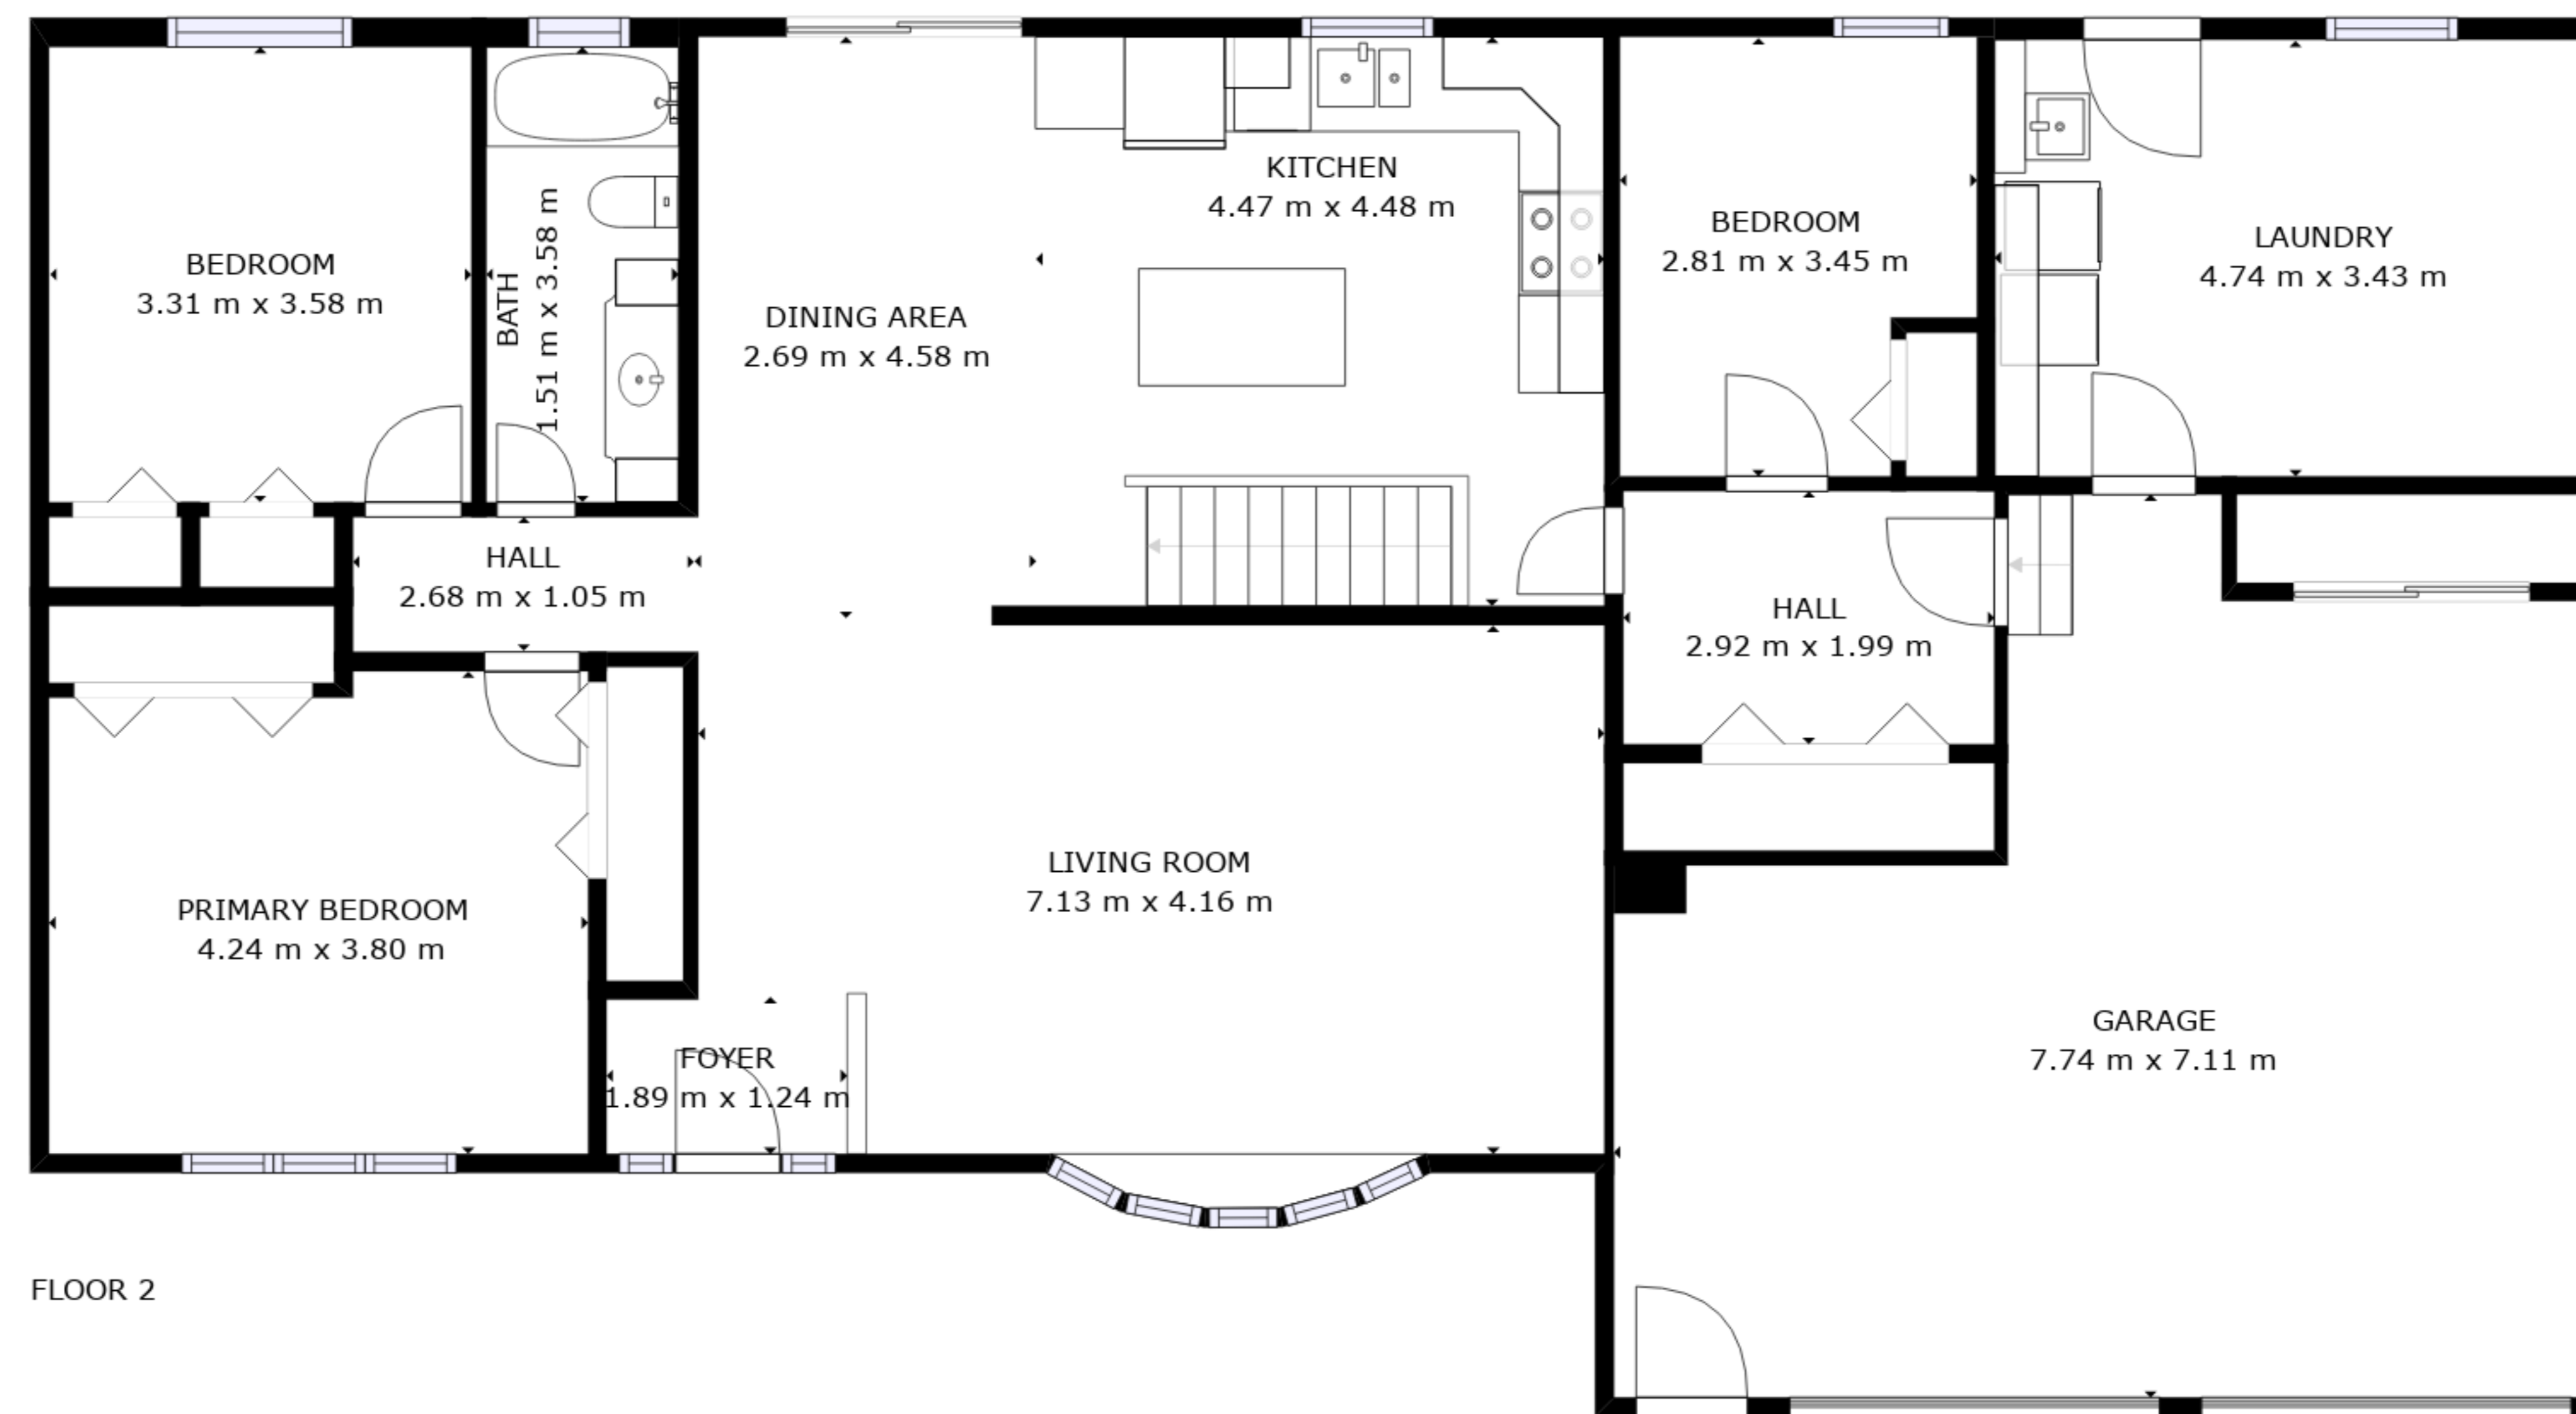 BEDROOM
3.31 m x 3.58 m
BATH
1.51 m x 3.58 m
DINING AREA
2.69 m x 4.58 m
KITCHEN
4.47 m x 4.48 m
BEDROOM
2.81 m x 3.45 m
LAUNDRY
4.74 m x 3.43 m
HALL
2.68 m x 1.05 m
HALL
2.92 m x 1.99 m
PRIMARY BEDROOM
4.24 m x 3.80 m
LIVING ROOM
7.13 m x 4.16 m
FOYER
1.89 m x 1.24 m
GARAGE
7.74 m x 7.11 m
FLOOR 2